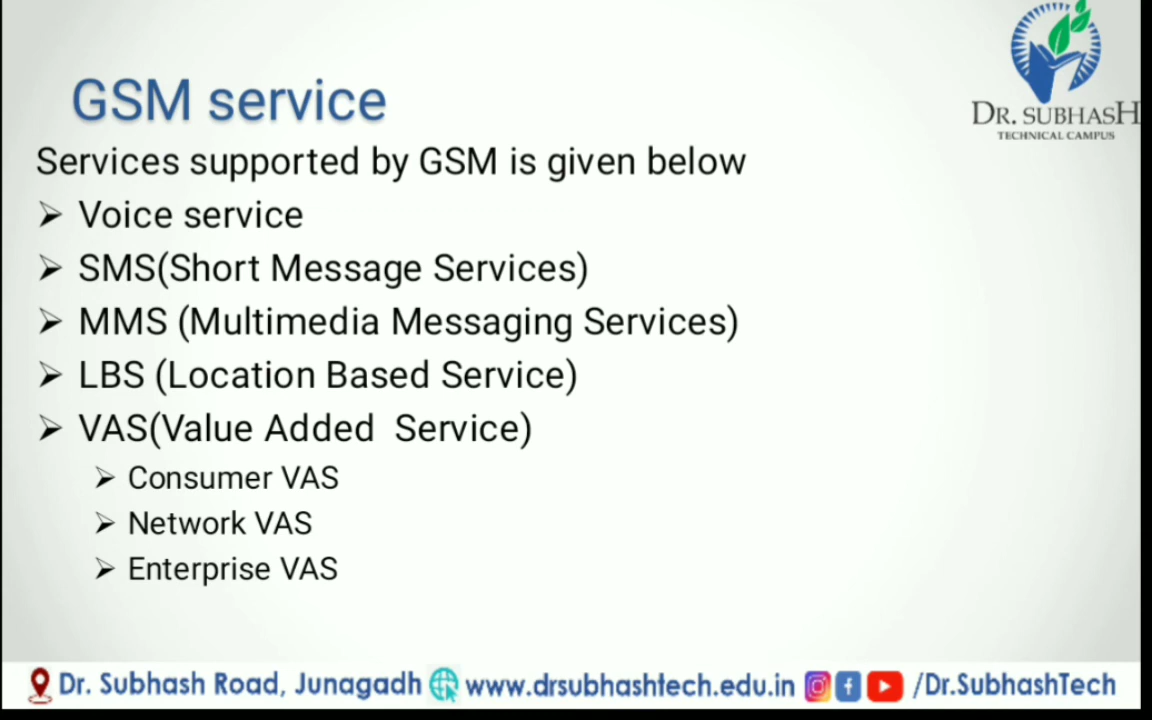 DR. SUBHASH
TECHNICAL CAMPUS
GSM service
Services supported by GSM is given below
➢ Voice service
➢ SMS(Short Message Services)
➢ MMS (Multimedia Messaging Services)
➢ LBS (Location Based Service)
➢ VAS(Value Added  Service)
➢ Consumer VAS
➢ Network VAS
➢ Enterprise VAS
Dr. Subhash Road, Junagadh www.drsubhashtech.edu.in /Dr.SubhashTech